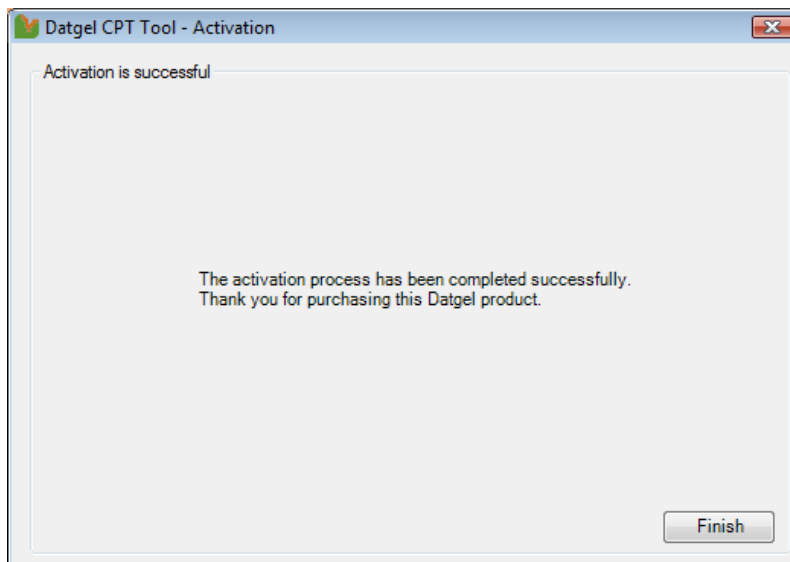 Datgel CPT Tool - Activation
Activation is successful
The activation process has been completed successfully.
Thank you for purchasing this Datgel product.
Finish